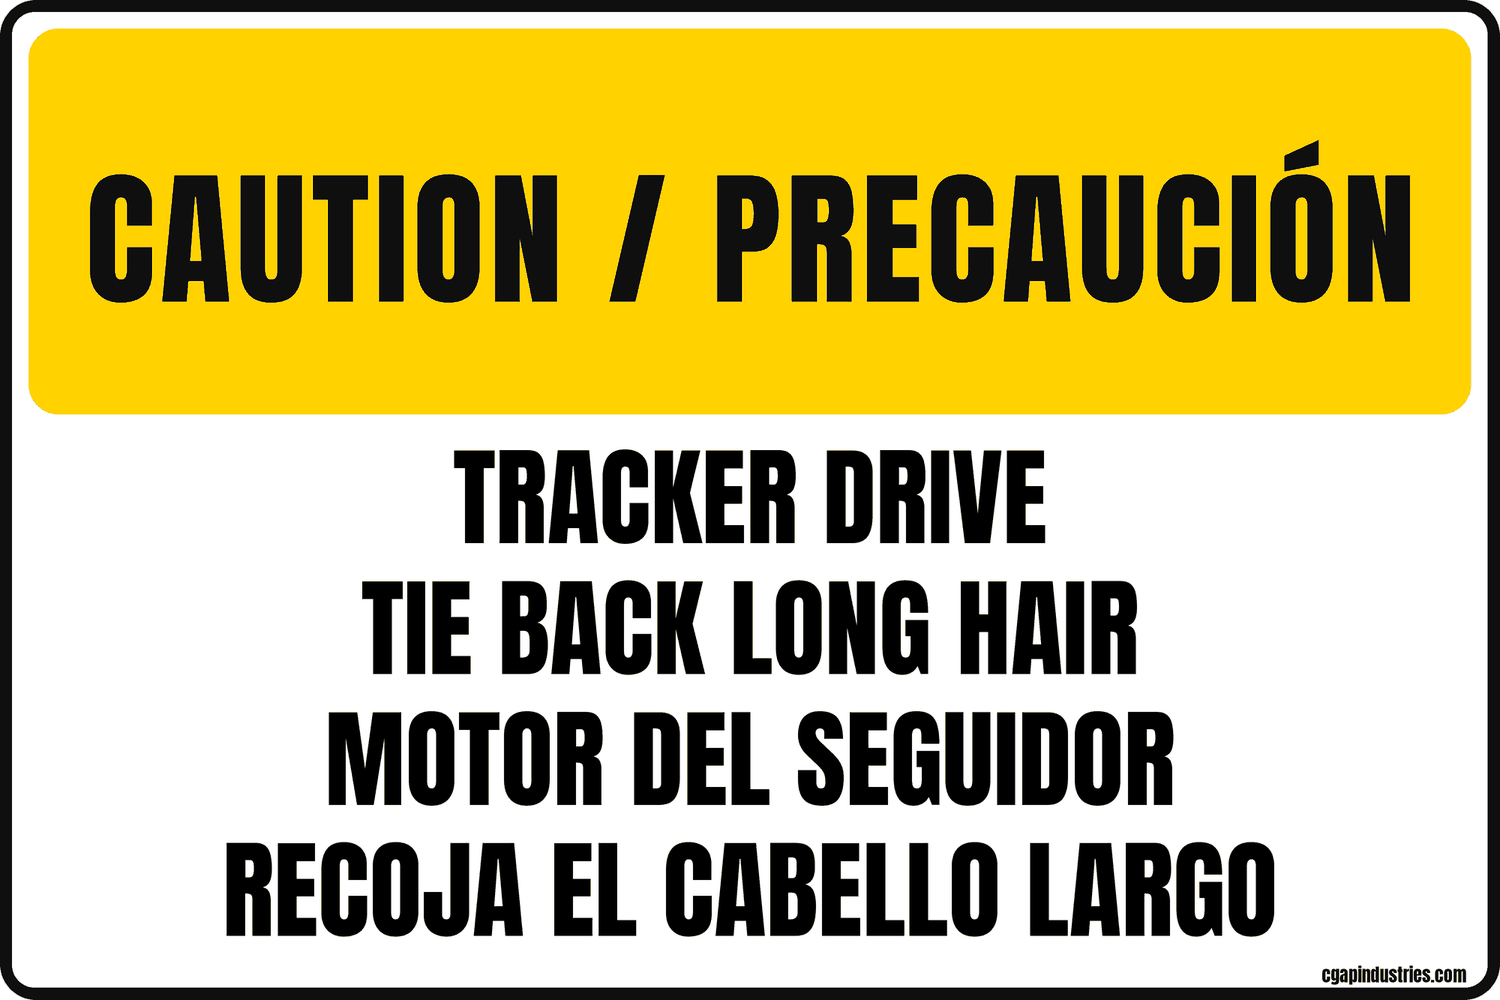 CAUTION / PRECAUCIÓN
TRACKER DRIVE
TIE BACK LONG HAIR
MOTOR DEL SEGUIDOR
RECOJA EL CABELLO LARGO
cgapindustries.com